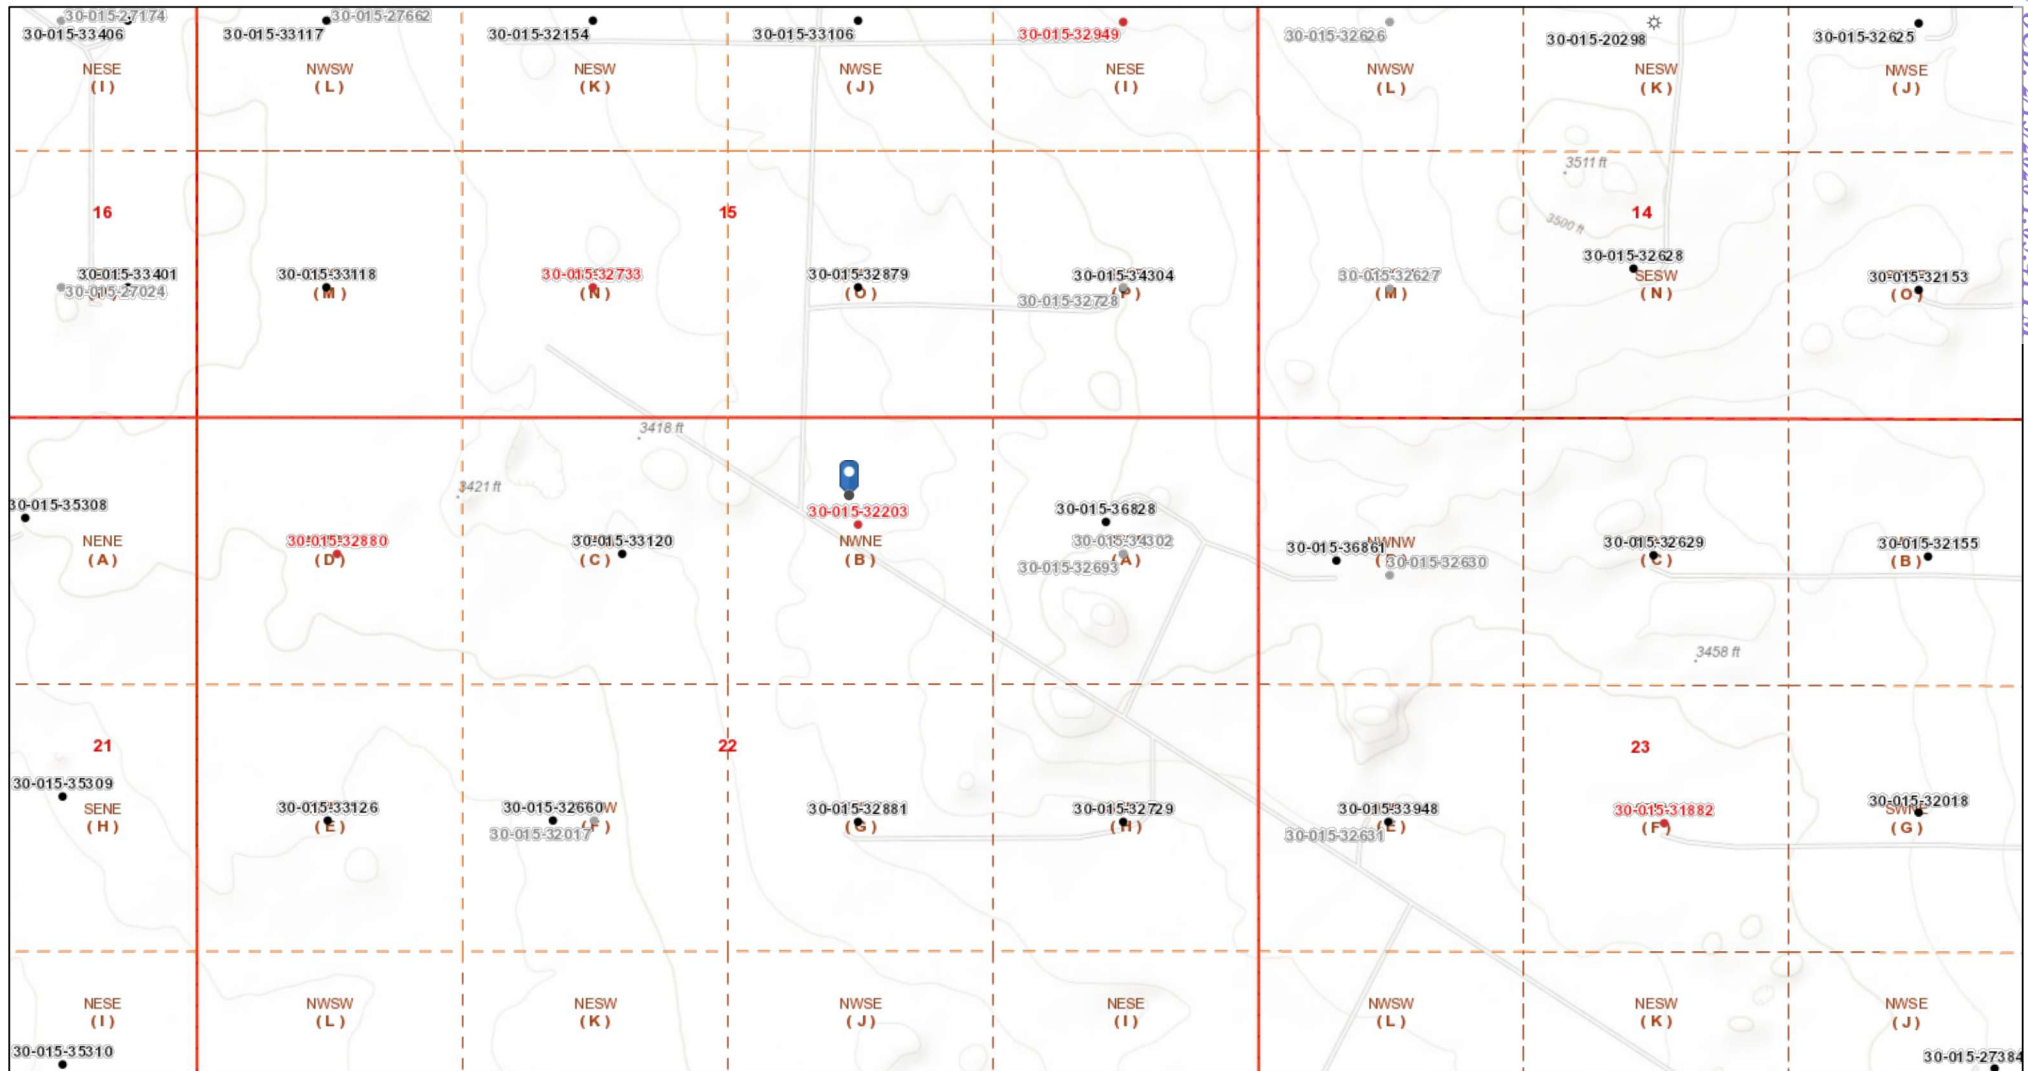 30-015-27174
30-015-27662
30-015-33406
30-015-33117
30-015-32154
30-015-33106
30-015-32949
30-015-32626
30-015-20298
30-015-32625
NESE
(I)
NWSW
(L)
NESW
(K)
NWSE
(J)
NESE
(I)
NWSW
(L)
NESW
(K)
NWSE
(J)
3511 ft
16
15
14
3500 ft
30-015-33401
30-015-27024
30-015-33118
(M)
30-015-32733
(N)
30-015-32879
(O)
30-015-34304
(P)
30-015-32728
30-015-32627
(M)
30-015-32628
SESW
(N)
30-015-32153
(O)
3418 ft
3421 ft
30-015-35308
NENE
(A)
30-015-32880
(D)
30-015-33120
(C)
30-015-32203
NWNE
(B)
30-015-36828
30-015-34302
(A)
30-015-32693
NWNW
30-015-36861
30-015-32630
30-015-32629
(C)
30-015-32155
(B)
3458 ft
21
22
23
30-015-35309
SENE
(H)
30-015-33126
(E)
30-015-32660
(F)
30-015-32017
30-015-32881
(G)
30-015-32729
(H)
30-015-33948
(E)
30-015-32631
30-015-31882
(F)
30-015-32018
SWNE
(G)
NESE
(I)
NWSW
(L)
NESW
(K)
NWSE
(J)
NESE
(I)
NWSW
(L)
NESW
(K)
NWSE
(J)
30-015-35310
30-015-27384